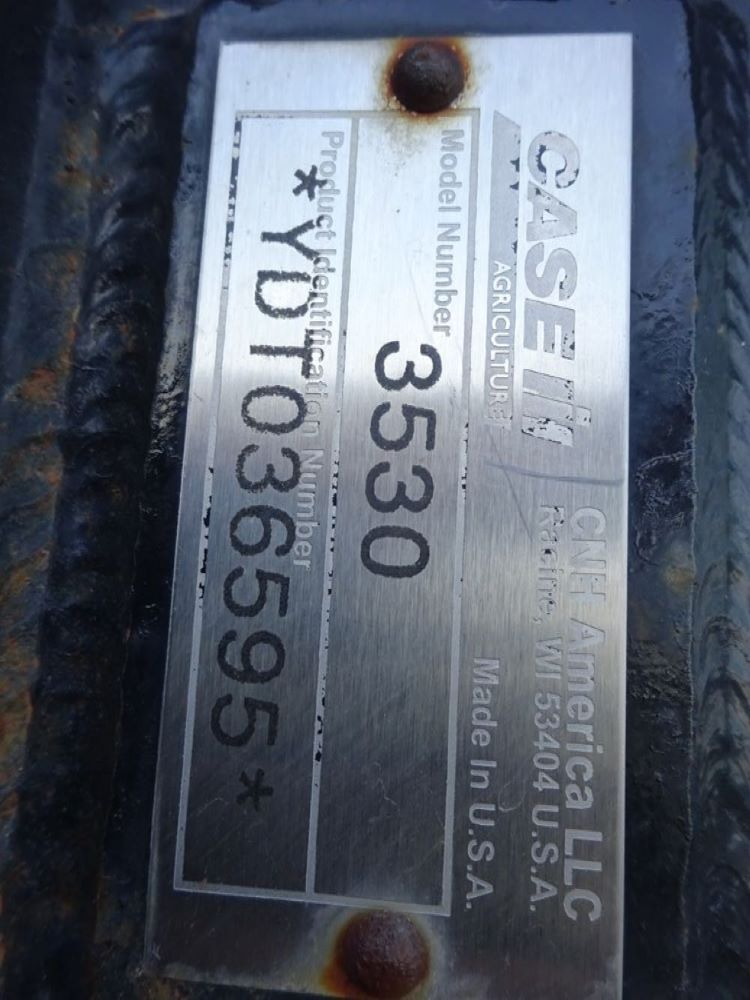 CASE IH
AGRICULTURE
CNH America LLC
Racine, WI 53404 U.S.A.
Made In U.S.A.
Model Number
3530
Product Identification Number
*YDT036595*